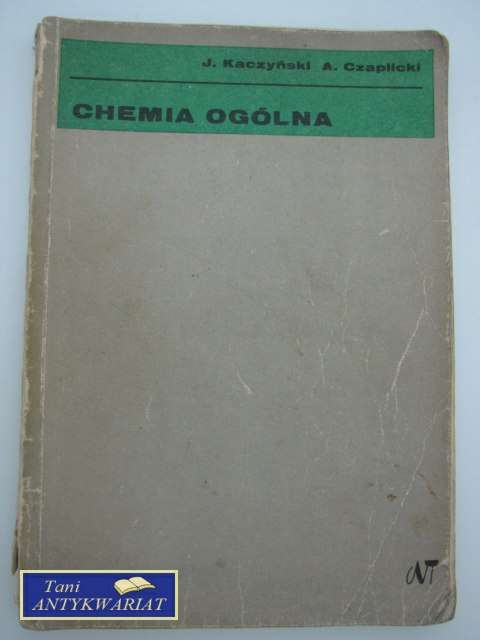 J. Kaczyński A. Czaplicki
CHEMIA OGÓLNA
NT
Tani
ANTYKWARIAT